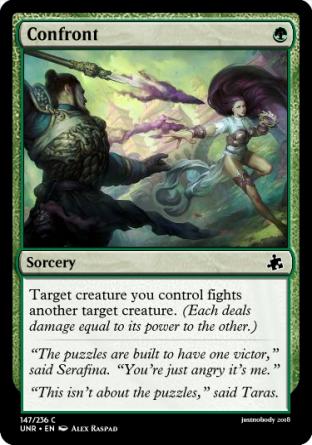 Confront
Sorcery
Target creature you control fights
another target creature. (Each deals
damage equal to its power to the other.)
“The puzzles are built to have one victor,”
said Serafina. “You're just angry it's me.”
“This isn't about the puzzles,” said Taras.
147/236 C
justnobody 2018
UNR • EN Alex Raspad